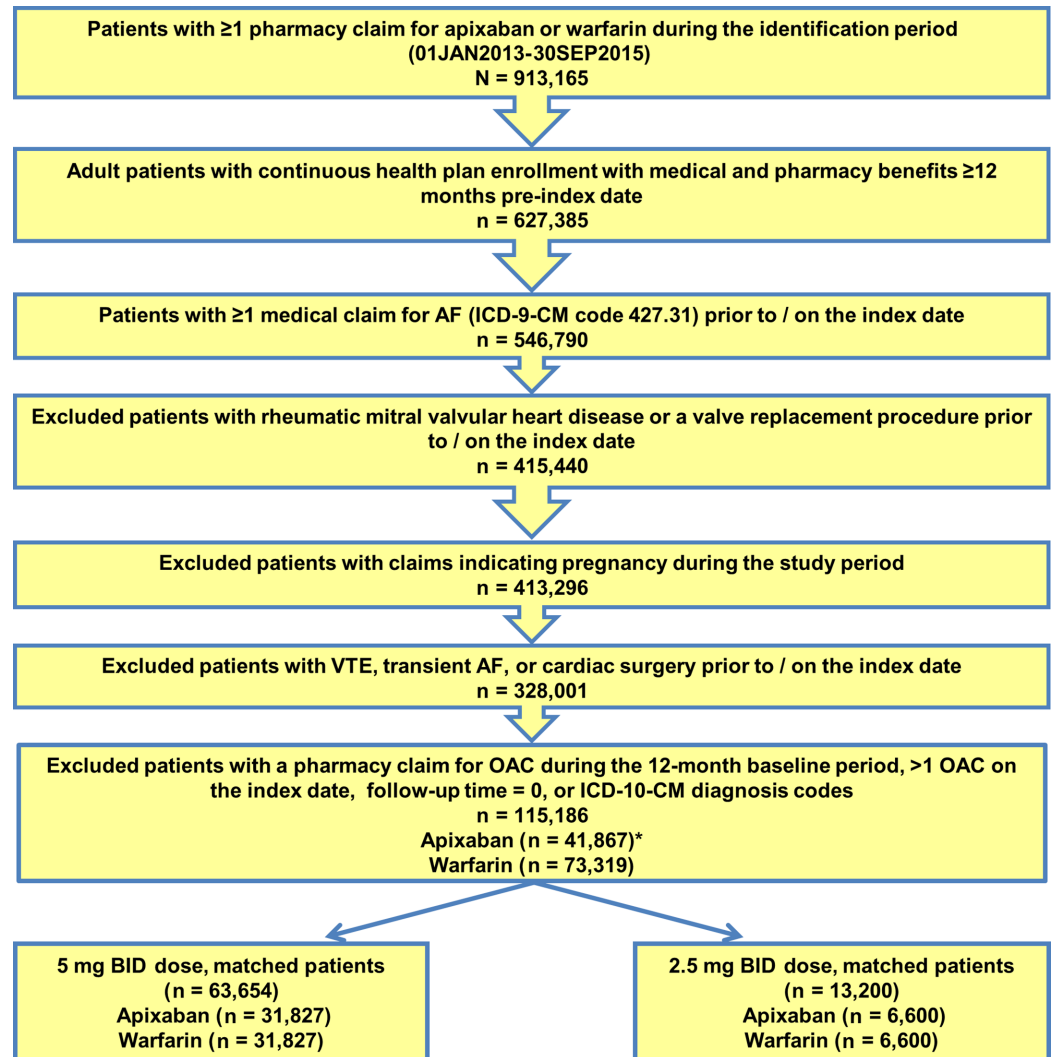 Patients with ≥1 pharmacy claim for apixaban or warfarin during the identification period
(01JAN2013-30SEP2015)
N = 913,165
Adult patients with continuous health plan enrollment with medical and pharmacy benefits ≥12
months pre-index date
n = 627,385
Patients with ≥1 medical claim for AF (ICD-9-CM code 427.31) prior to / on the index date
n = 546,790
Excluded patients with rheumatic mitral valvular heart disease or a valve replacement procedure prior
to / on the index date
n = 415,440
Excluded patients with claims indicating pregnancy during the study period
n = 413,296
Excluded patients with VTE, transient AF, or cardiac surgery prior to / on the index date
n = 328,001
Excluded patients with a pharmacy claim for OAC during the 12-month baseline period, >1 OAC on
the index date, follow-up time = 0, or ICD-10-CM diagnosis codes
n = 115,186
Apixaban (n = 41,867)*
Warfarin (n = 73,319)
5 mg BID dose, matched patients
(n = 63,654)
Apixaban (n = 31,827)
Warfarin (n = 31,827)
2.5 mg BID dose, matched patients
(n = 13,200)
Apixaban (n = 6,600)
Warfarin (n = 6,600)